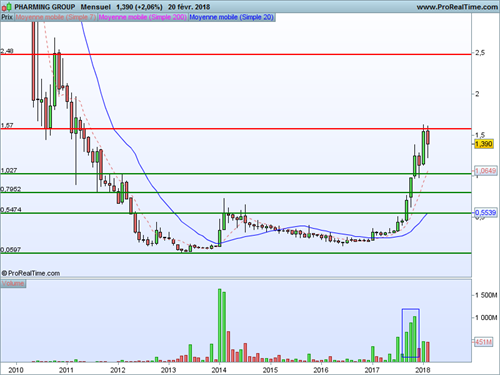 PHARMING GROUP Mensuel 1,390 (+2,06%) 20 févr. 2018 www.ProRealTime.com
Prix Moyenne mobile (Simple 7) Moyenne mobile (Simple 200) Moyenne mobile (Simple 20)
2,48
2,5
2
1,57
1,5
1,390
1,027
1,0649
0,7952
0,5474
0,5539
0,0597
© ProRealTime.com
Volume
1 500M
1 000M
451M
2010 2011 2012 2013 2014 2015 2016 2017 2018